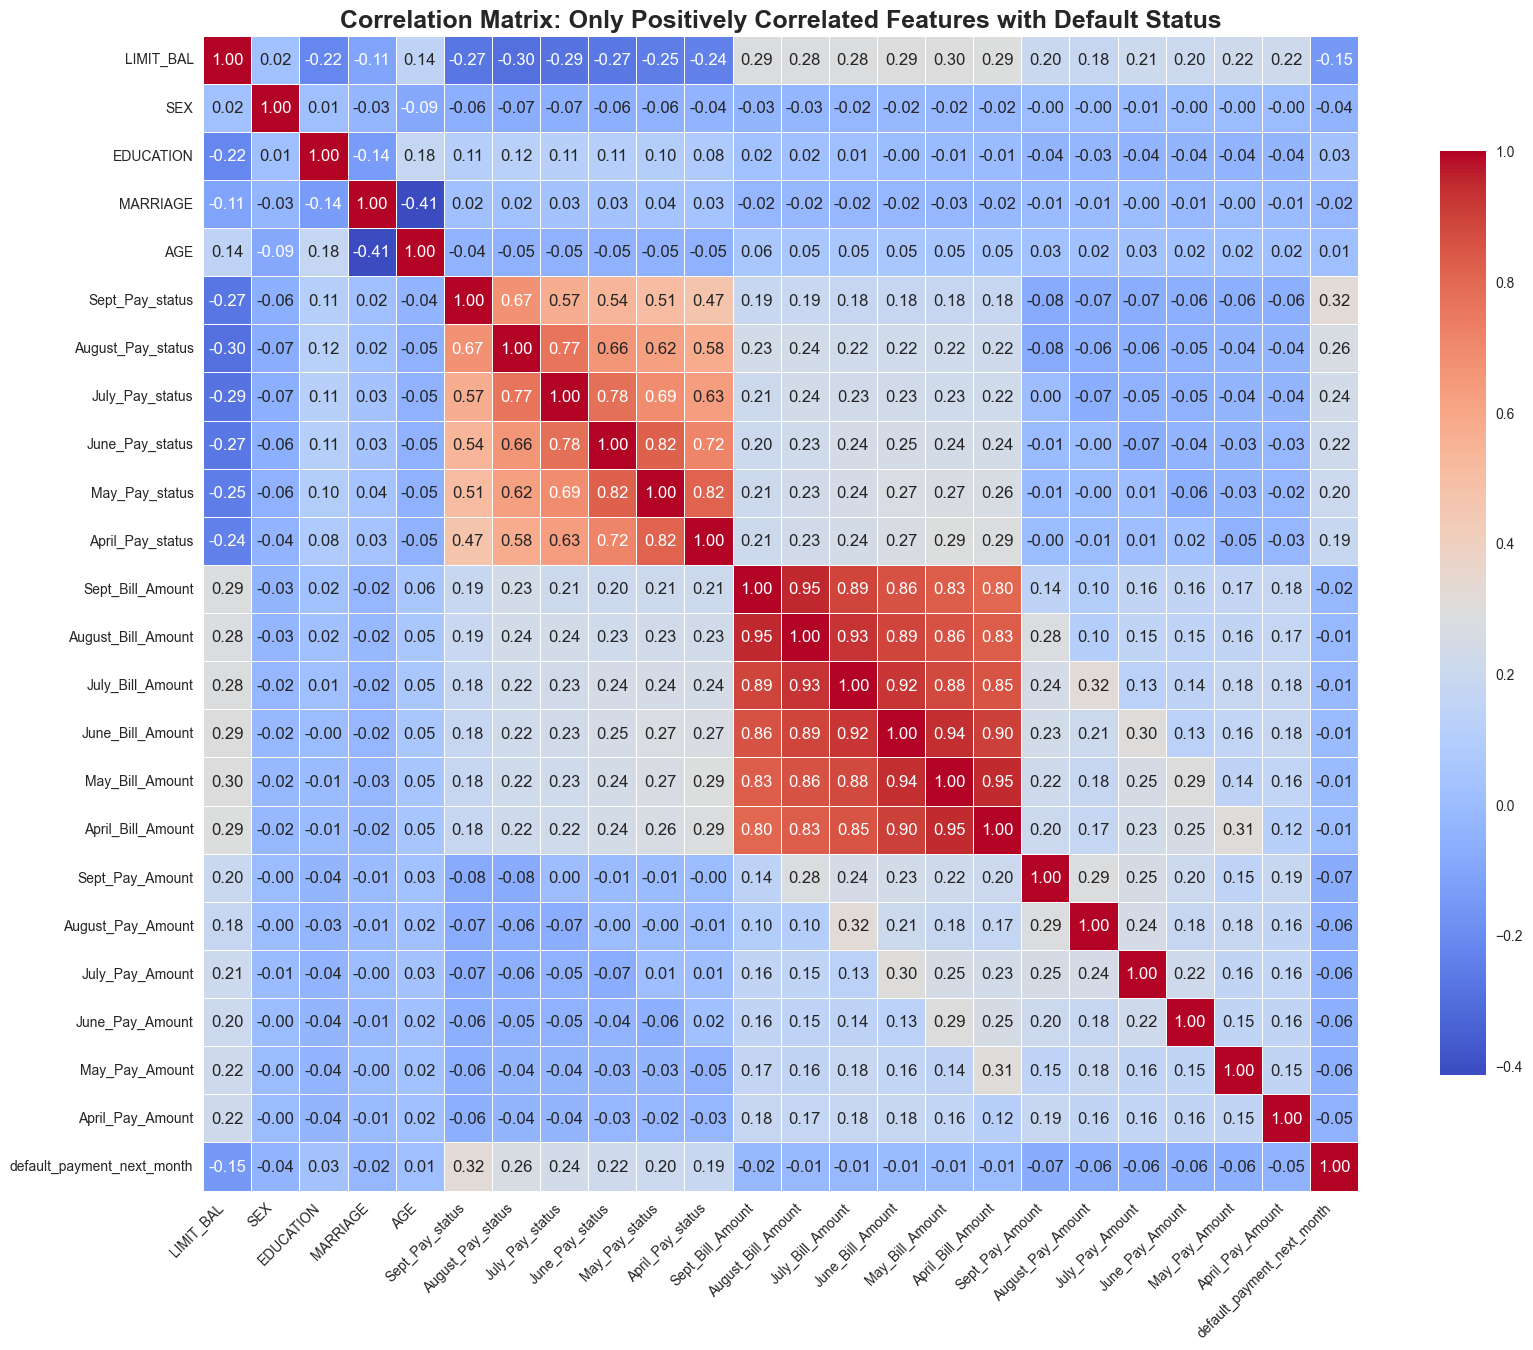 Correlation Matrix: Only Positively Correlated Features with Default Status
LIMIT_BAL 1.00 0.02 -0.22 -0.11 0.14 -0.27 -0.30 -0.29 -0.27 -0.25 -0.24 0.29 0.28 0.28 0.29 0.30 0.29 0.20 0.18 0.21 0.20 0.22 0.22 -0.15
SEX 0.02 1.00 0.01 -0.03 -0.09 -0.06 -0.07 -0.07 -0.06 -0.06 -0.04 -0.03 -0.03 -0.02 -0.02 -0.02 -0.02 -0.00 -0.00 -0.01 -0.00 -0.00 -0.00 -0.04
EDUCATION -0.22 0.01 1.00 -0.14 0.18 0.11 0.12 0.11 0.11 0.10 0.08 0.02 0.02 0.01 -0.00 -0.01 -0.01 -0.04 -0.03 -0.04 -0.04 -0.04 -0.04 0.03
MARRIAGE -0.11 -0.03 -0.14 1.00 -0.41 0.02 0.02 0.03 0.03 0.04 0.03 -0.02 -0.02 -0.02 -0.02 -0.03 -0.02 -0.01 -0.01 -0.00 -0.01 -0.00 -0.01 -0.02
AGE 0.14 -0.09 0.18 -0.41 1.00 -0.04 -0.05 -0.05 -0.05 -0.05 -0.05 0.06 0.05 0.05 0.05 0.05 0.05 0.03 0.02 0.03 0.02 0.02 0.02 0.01
Sept_Pay_status -0.27 -0.06 0.11 0.02 -0.04 1.00 0.67 0.57 0.54 0.51 0.47 0.19 0.19 0.18 0.18 0.18 0.18 -0.08 -0.07 -0.07 -0.06 -0.06 -0.06 0.32
August_Pay_status -0.30 -0.07 0.12 0.02 -0.05 0.67 1.00 0.77 0.66 0.62 0.58 0.23 0.24 0.22 0.22 0.22 0.22 -0.08 -0.06 -0.06 -0.05 -0.04 -0.04 0.26
July_Pay_status -0.29 -0.07 0.11 0.03 -0.05 0.57 0.77 1.00 0.78 0.69 0.63 0.21 0.24 0.23 0.23 0.23 0.22 0.00 -0.07 -0.05 -0.05 -0.04 -0.04 0.24
June_Pay_status -0.27 -0.06 0.11 0.03 -0.05 0.54 0.66 0.78 1.00 0.82 0.72 0.20 0.23 0.24 0.25 0.24 0.24 -0.01 -0.00 -0.07 -0.04 -0.03 -0.03 0.22
May_Pay_status -0.25 -0.06 0.10 0.04 -0.05 0.51 0.62 0.69 0.82 1.00 0.82 0.21 0.23 0.24 0.27 0.27 0.26 -0.01 -0.00 0.01 -0.06 -0.03 -0.02 0.20
April_Pay_status -0.24 -0.04 0.08 0.03 -0.05 0.47 0.58 0.63 0.72 0.82 1.00 0.21 0.23 0.24 0.27 0.29 0.29 -0.00 -0.01 0.01 0.02 -0.05 -0.03 0.19
Sept_Bill_Amount 0.29 -0.03 0.02 -0.02 0.06 0.19 0.23 0.21 0.20 0.21 0.21 1.00 0.95 0.89 0.86 0.83 0.80 0.14 0.10 0.16 0.16 0.17 0.18 -0.02
August_Bill_Amount 0.28 -0.03 0.02 -0.02 0.05 0.19 0.24 0.24 0.23 0.23 0.23 0.95 1.00 0.93 0.89 0.86 0.83 0.28 0.10 0.15 0.15 0.16 0.17 -0.01
July_Bill_Amount 0.28 -0.02 0.01 -0.02 0.05 0.18 0.22 0.23 0.24 0.24 0.24 0.89 0.93 1.00 0.92 0.88 0.85 0.24 0.32 0.13 0.14 0.18 0.18 -0.01
June_Bill_Amount 0.29 -0.02 -0.00 -0.02 0.05 0.18 0.22 0.23 0.25 0.27 0.27 0.86 0.89 0.92 1.00 0.94 0.90 0.23 0.21 0.30 0.13 0.16 0.18 -0.01
May_Bill_Amount 0.30 -0.02 -0.01 -0.03 0.05 0.18 0.22 0.23 0.24 0.27 0.29 0.83 0.86 0.88 0.94 1.00 0.95 0.22 0.18 0.25 0.29 0.14 0.16 -0.01
April_Bill_Amount 0.29 -0.02 -0.01 -0.02 0.05 0.18 0.22 0.22 0.24 0.26 0.29 0.80 0.83 0.85 0.90 0.95 1.00 0.20 0.17 0.23 0.25 0.31 0.12 -0.01
Sept_Pay_Amount 0.20 -0.00 -0.04 -0.01 0.03 -0.08 -0.08 0.00 -0.01 -0.01 -0.00 0.14 0.28 0.24 0.23 0.22 0.20 1.00 0.29 0.25 0.20 0.15 0.19 -0.07
August_Pay_Amount 0.18 -0.00 -0.03 -0.01 0.02 -0.07 -0.06 -0.07 -0.00 -0.00 -0.01 0.10 0.10 0.32 0.21 0.18 0.17 0.29 1.00 0.24 0.18 0.18 0.16 -0.06
July_Pay_Amount 0.21 -0.01 -0.04 -0.00 0.03 -0.07 -0.06 -0.05 -0.07 0.01 0.01 0.16 0.15 0.13 0.30 0.25 0.23 0.25 0.24 1.00 0.22 0.16 0.16 -0.06
June_Pay_Amount 0.20 -0.00 -0.04 -0.01 0.02 -0.06 -0.05 -0.05 -0.04 -0.06 0.02 0.16 0.15 0.14 0.13 0.29 0.25 0.20 0.18 0.22 1.00 0.15 0.16 -0.06
May_Pay_Amount 0.22 -0.00 -0.04 -0.00 0.02 -0.06 -0.04 -0.04 -0.03 -0.03 -0.05 0.17 0.16 0.18 0.16 0.14 0.31 0.15 0.18 0.16 0.15 1.00 0.15 -0.06
April_Pay_Amount 0.22 -0.00 -0.04 -0.01 0.02 -0.06 -0.04 -0.04 -0.03 -0.02 -0.03 0.18 0.17 0.18 0.18 0.16 0.12 0.19 0.16 0.16 0.16 0.15 1.00 -0.05
default_payment_next_month -0.15 -0.04 0.03 -0.02 0.01 0.32 0.26 0.24 0.22 0.20 0.19 -0.02 -0.01 -0.01 -0.01 -0.01 -0.01 -0.07 -0.06 -0.06 -0.06 -0.06 -0.05 1.00
LIMIT_BAL
SEX
EDUCATION
MARRIAGE
AGE
Sept_Pay_status
August_Pay_status
July_Pay_status
June_Pay_status
May_Pay_status
April_Pay_status
Sept_Bill_Amount
August_Bill_Amount
July_Bill_Amount
June_Bill_Amount
May_Bill_Amount
April_Bill_Amount
Sept_Pay_Amount
August_Pay_Amount
July_Pay_Amount
June_Pay_Amount
May_Pay_Amount
April_Pay_Amount
default_payment_next_month
1.0
0.8
0.6
0.4
0.2
0.0
−0.2
−0.4